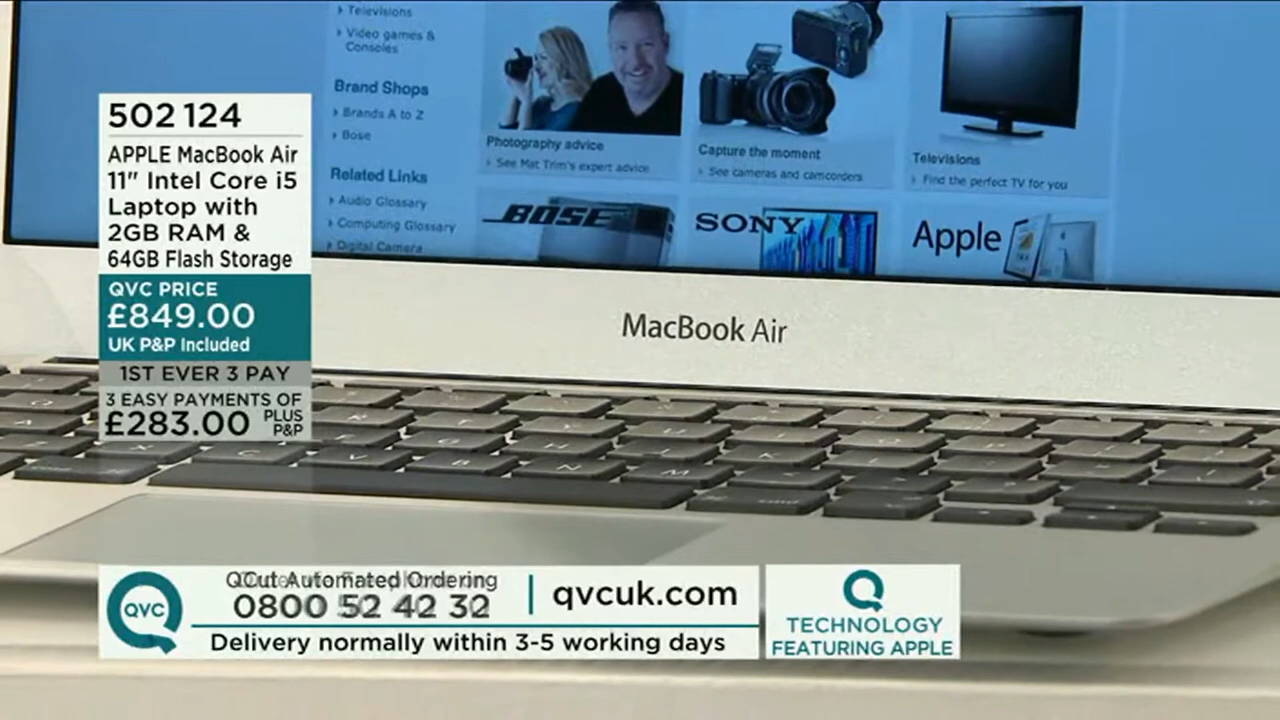 Televisions
Video games &
Consoles
Brand Shops
Brands A to Z
Bose
Related Links
Audio Glossary
Computing Glossary
Digital Camera
Photography advice
See Mat Trim's expert advice
Capture the moment
See cameras and camcorders
Televisions
Find the perfect TV for you
BOSE
SONY
Apple
502 124
APPLE MacBook Air
11" Intel Core i5
Laptop with
2GB RAM &
64GB Flash Storage
QVC PRICE
£849.00
UK P&P Included
1ST EVER 3 PAY
3 EASY PAYMENTS OF
£283.00 PLUS P&P
MacBook Air
QVC
QCut Automated Ordering
0800 52 42 32
qvcuk.com
Delivery normally within 3-5 working days
TECHNOLOGY
FEATURING APPLE